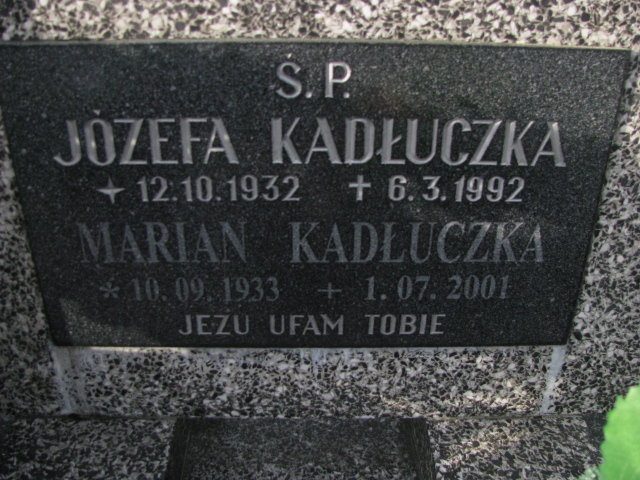 Ś.P.
JÓZEFA KADŁUCZKA
✦ 12.10.1932 ✝ 6.3.1992
MARIAN KADŁUCZKA
* 10.09.1933 + 1.07.2001
JEZU UFAM TOBIE